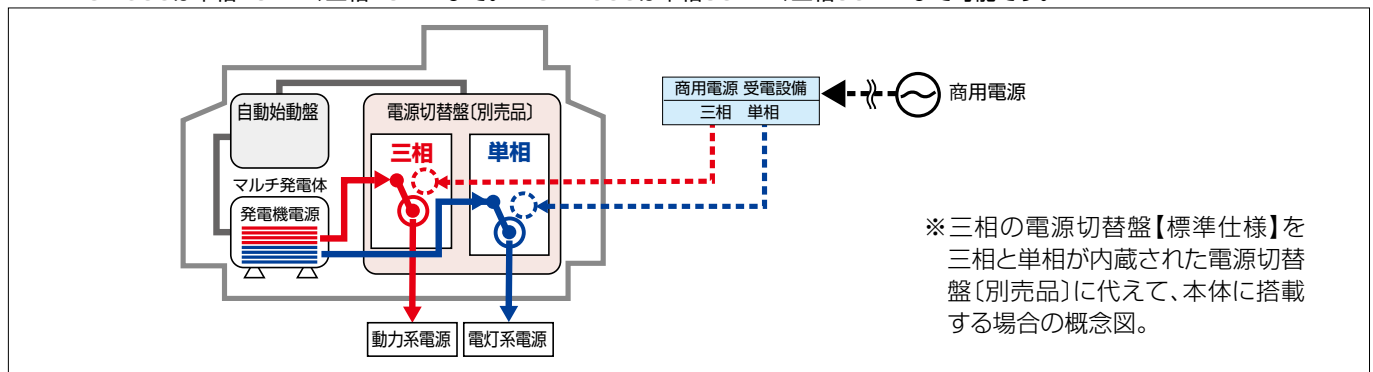 自動始動盤
電源切替盤〔別売品〕
三相
単相
マルチ発電体
発電機電源
動力系電源
電灯系電源
商用電源 受電設備
三相 単相
商用電源
※三相の電源切替盤【標準仕様】を
三相と単相が内蔵された電源切替
盤〔別売品〕に代えて、本体に搭載
する場合の概念図。